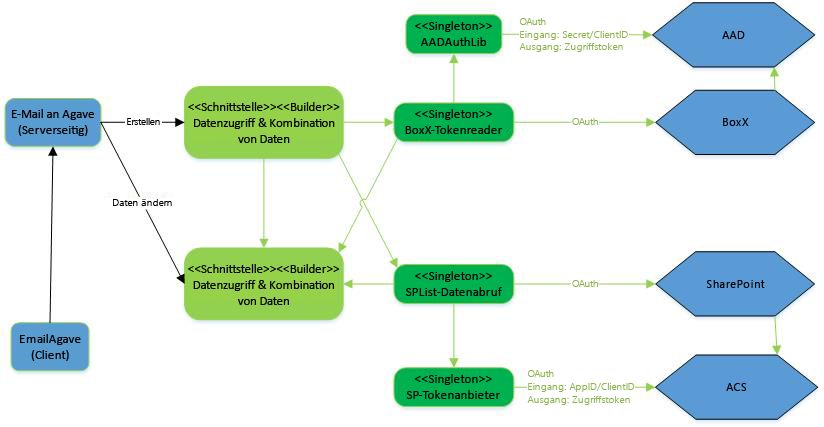 <<Singleton>>
AADAuthLib
OAuth
Eingang: Secret/ClientID
Ausgang: Zugriffstoken
AAD
E-Mail an Agave
(Serverseitig)
Erstellen
<<Schnittstelle>><<Builder>>
Datenzugriff & Kombination
von Daten
<<Singleton>>
BoxX-Tokenreader
OAuth
BoxX
Daten ändern
<<Schnittstelle>><<Builder>>
Datenzugriff & Kombination
von Daten
<<Singleton>>
SPList-Datenabruf
OAuth
SharePoint
EmailAgave
(Client)
<<Singleton>>
SP-Tokenanbieter
OAuth
Eingang: AppID/ClientID
Ausgang: Zugriffstoken
ACS